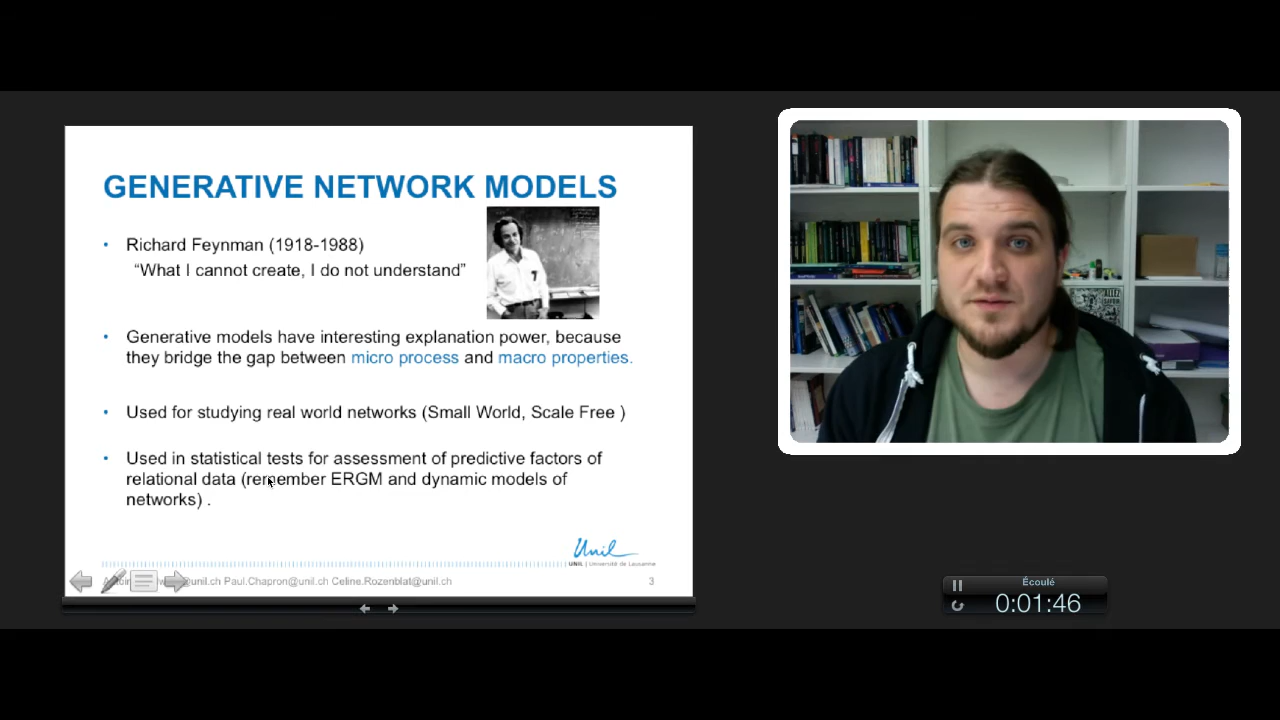 GENERATIVE NETWORK MODELS
• Richard Feynman (1918-1988)
“What I cannot create, I do not understand”
• Generative models have interesting explanation power, because
they bridge the gap between micro process and macro properties.
• Used for studying real world networks (Small World, Scale Free )
• Used in statistical tests for assessment of predictive factors of
relational data (remember ERGM and dynamic models of
networks) .
Unil
UNIL | Université de Lausanne
@unil.ch Paul.Chapron@unil.ch Celine.Rozenblat@unil.ch
3
ALLEZ
SAVOIR
Écoulé
0:01:46